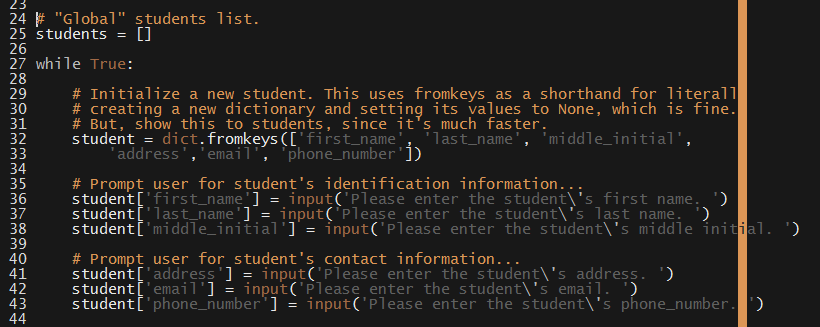 23
24 # "Global" students list.
25 students = []
26
27 while True:
28
29     # Initialize a new student. This uses fromkeys as a shorthand for literall
30     # creating a new dictionary and setting its values to None, which is fine.
31     # But, show this to students, since it's much faster.
32     student = dict.fromkeys(['first_name', 'last_name', 'middle_initial',
33         'address','email', 'phone_number'])
34
35     # Prompt user for student's identification information...
36     student['first_name'] = input('Please enter the student\'s first name. ')
37     student['last_name'] = input('Please enter the student\'s last name. ')
38     student['middle_initial'] = input('Please enter the student\'s middle initial. ')
39
40     # Prompt user for student's contact information...
41     student['address'] = input('Please enter the student\'s address. ')
42     student['email'] = input('Please enter the student\'s email. ')
43     student['phone_number'] = input('Please enter the student\'s phone_number. ')
44